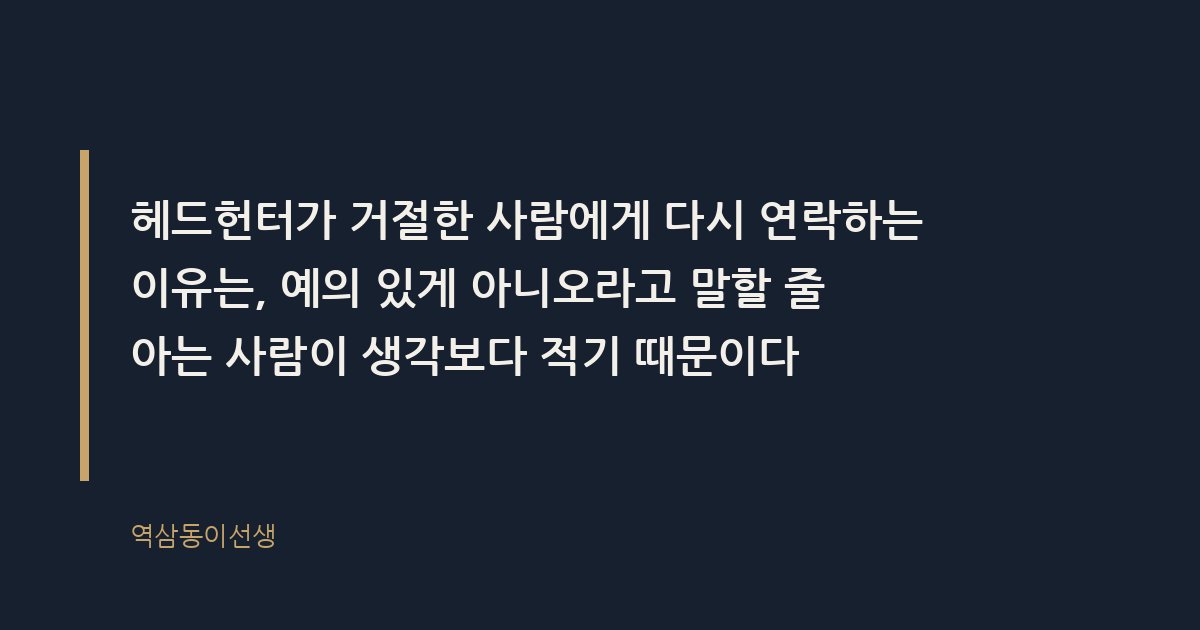 헤드헌터가 거절한 사람에게 다시 연락하는
이유는, 예의 있게 아니오라고 말할 줄
아는 사람이 생각보다 적기 때문이다
역삼동이선생